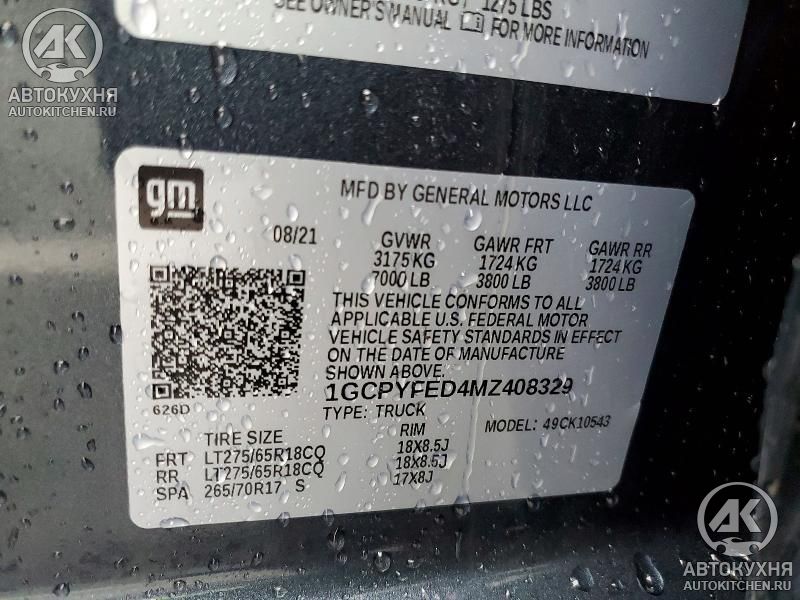 1275 LBS
SEE OWNER'S MANUAL FOR MORE INFORMATION
AK
АВТОКУХНЯ
AUTOKITCHEN.RU
gm
MFD BY GENERAL MOTORS LLC
08/21 GVWR GAWR FRT GAWR RR
3175 KG 1724 KG 1724 KG
7000 LB 3800 LB 3800 LB
THIS VEHICLE CONFORMS TO ALL
APPLICABLE U.S. FEDERAL MOTOR
VEHICLE SAFETY STANDARDS IN EFFECT
ON THE DATE OF MANUFACTURE
SHOWN ABOVE.
1GCPYFED4MZ408329
626D
TYPE: TRUCK MODEL: 49CK10543
TIRE SIZE RIM
FRT LT275/65R18CQ 18X8.5J
RR LT275/65R18CQ 18X8.5J
SPA 265/70R17 S 17X8J
AK
АВТОКУХНЯ
AUTOKITCHEN.RU